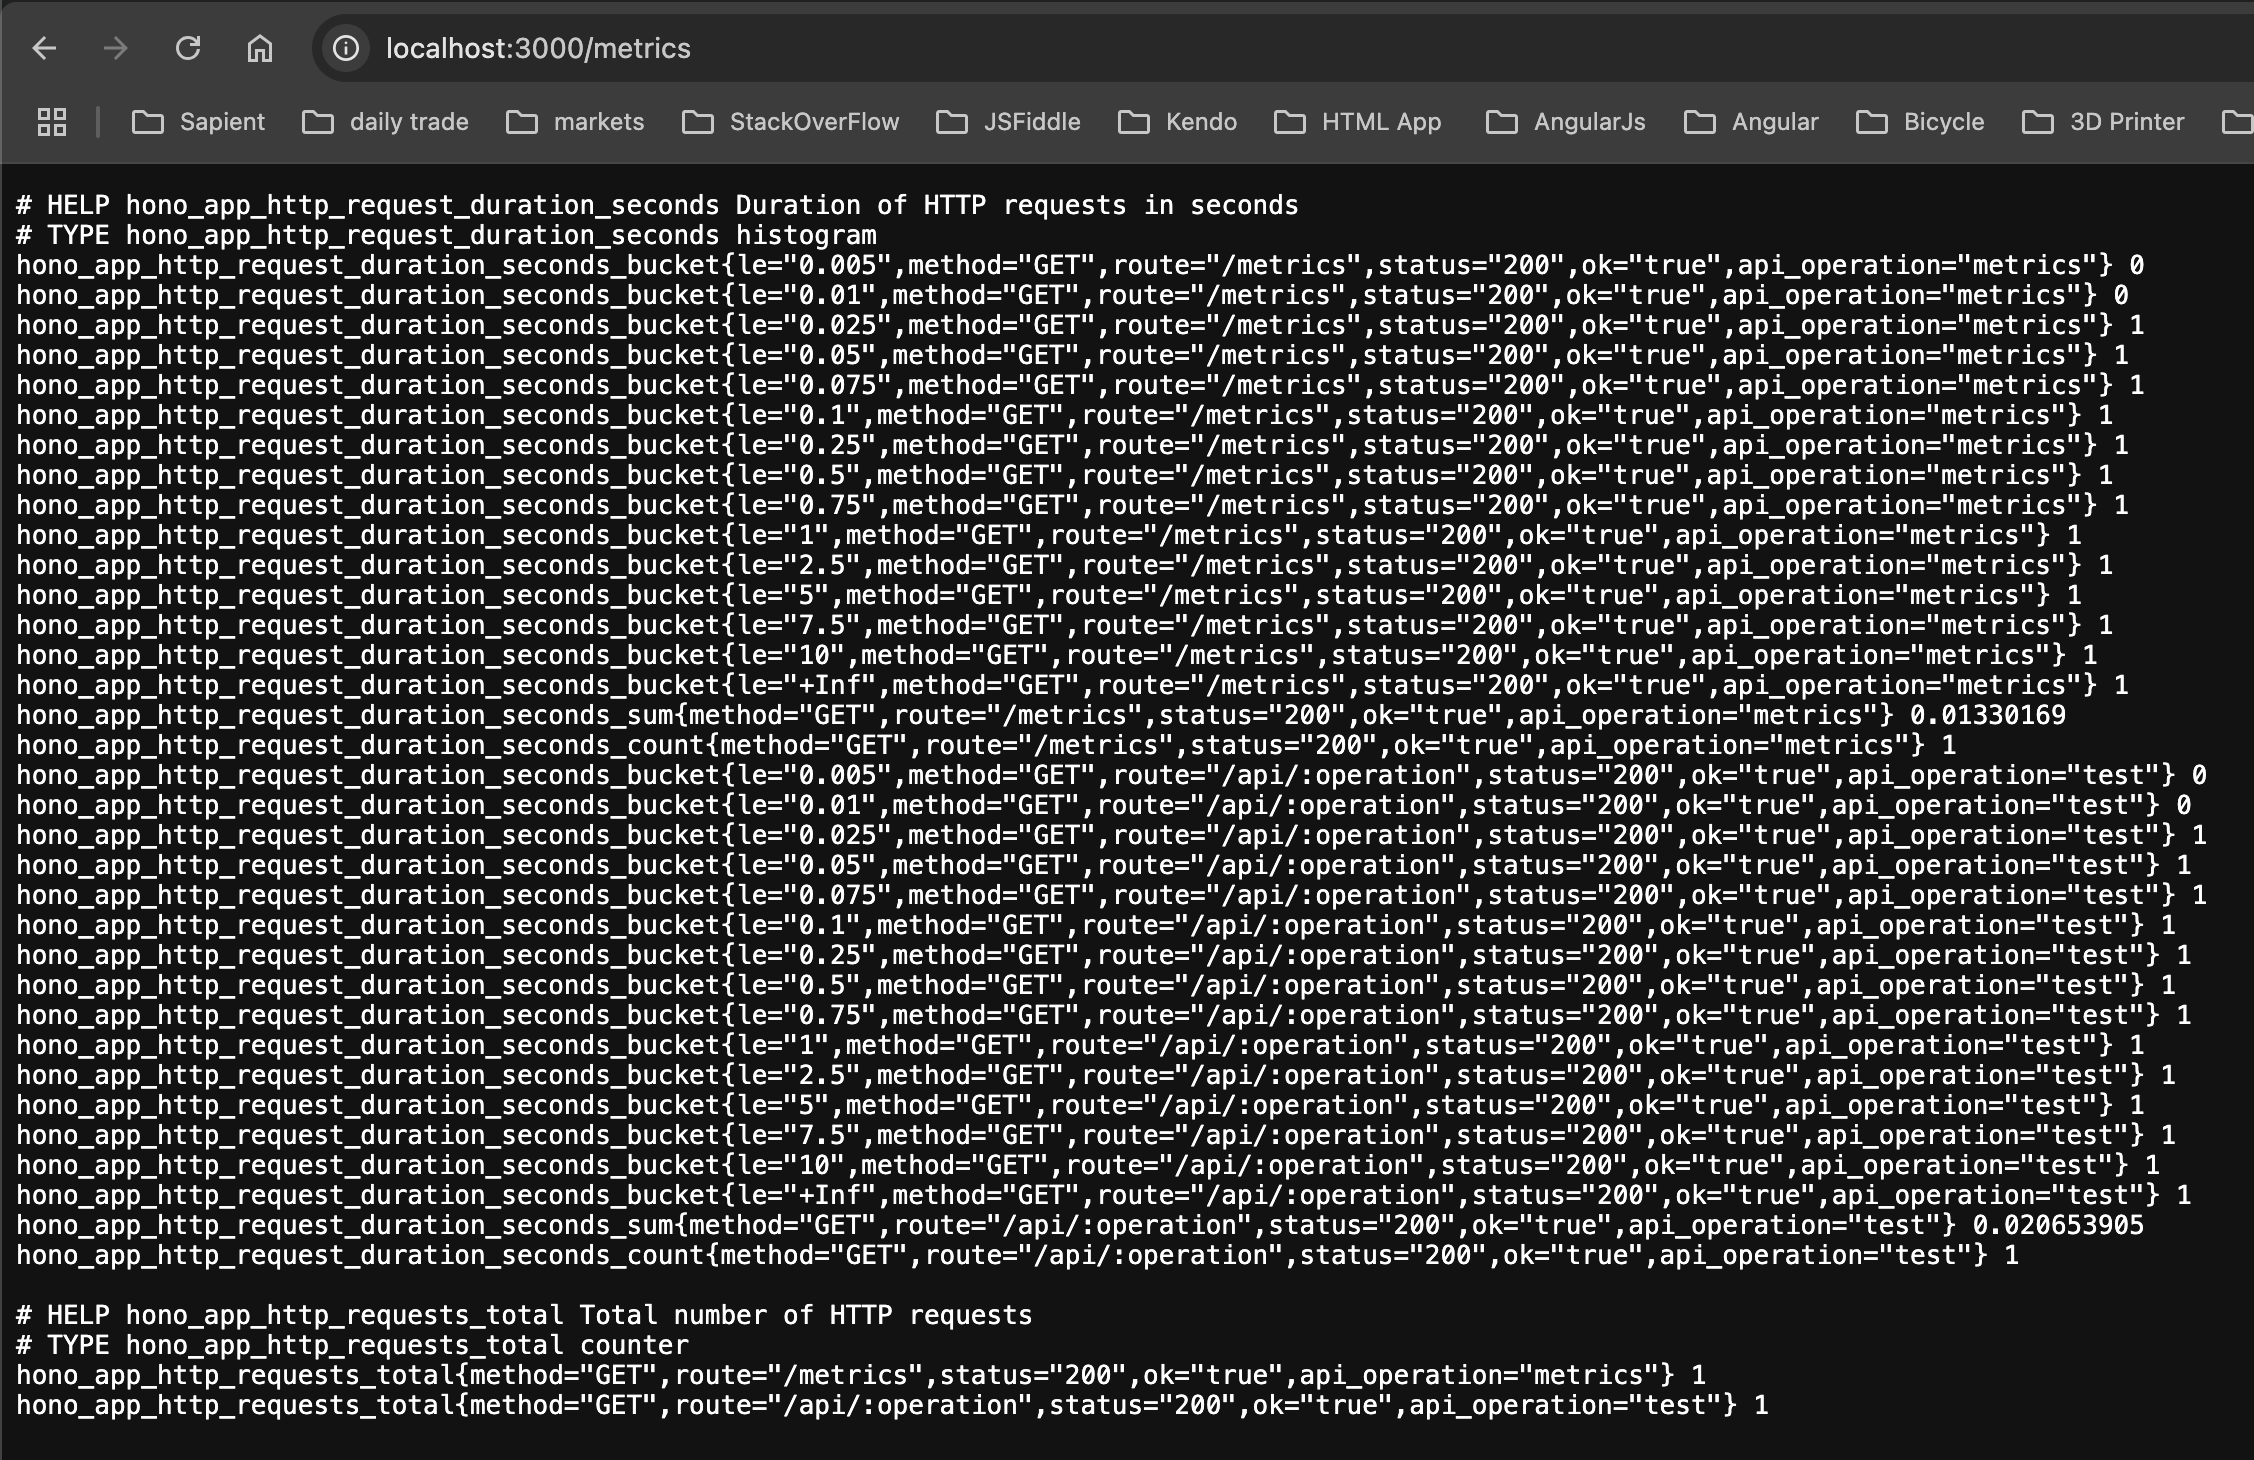 localhost:3000/metrics
Sapient daily trade markets StackOverFlow JSFiddle Kendo HTML App AngularJs Angular Bicycle 3D Printer
# HELP hono_app_http_request_duration_seconds Duration of HTTP requests in seconds
# TYPE hono_app_http_request_duration_seconds histogram
hono_app_http_request_duration_seconds_bucket{le="0.005",method="GET",route="/metrics",status="200",ok="true",api_operation="metrics"} 0
hono_app_http_request_duration_seconds_bucket{le="0.01",method="GET",route="/metrics",status="200",ok="true",api_operation="metrics"} 0
hono_app_http_request_duration_seconds_bucket{le="0.025",method="GET",route="/metrics",status="200",ok="true",api_operation="metrics"} 1
hono_app_http_request_duration_seconds_bucket{le="0.05",method="GET",route="/metrics",status="200",ok="true",api_operation="metrics"} 1
hono_app_http_request_duration_seconds_bucket{le="0.075",method="GET",route="/metrics",status="200",ok="true",api_operation="metrics"} 1
hono_app_http_request_duration_seconds_bucket{le="0.1",method="GET",route="/metrics",status="200",ok="true",api_operation="metrics"} 1
hono_app_http_request_duration_seconds_bucket{le="0.25",method="GET",route="/metrics",status="200",ok="true",api_operation="metrics"} 1
hono_app_http_request_duration_seconds_bucket{le="0.5",method="GET",route="/metrics",status="200",ok="true",api_operation="metrics"} 1
hono_app_http_request_duration_seconds_bucket{le="0.75",method="GET",route="/metrics",status="200",ok="true",api_operation="metrics"} 1
hono_app_http_request_duration_seconds_bucket{le="1",method="GET",route="/metrics",status="200",ok="true",api_operation="metrics"} 1
hono_app_http_request_duration_seconds_bucket{le="2.5",method="GET",route="/metrics",status="200",ok="true",api_operation="metrics"} 1
hono_app_http_request_duration_seconds_bucket{le="5",method="GET",route="/metrics",status="200",ok="true",api_operation="metrics"} 1
hono_app_http_request_duration_seconds_bucket{le="7.5",method="GET",route="/metrics",status="200",ok="true",api_operation="metrics"} 1
hono_app_http_request_duration_seconds_bucket{le="10",method="GET",route="/metrics",status="200",ok="true",api_operation="metrics"} 1
hono_app_http_request_duration_seconds_bucket{le="+Inf",method="GET",route="/metrics",status="200",ok="true",api_operation="metrics"} 1
hono_app_http_request_duration_seconds_sum{method="GET",route="/metrics",status="200",ok="true",api_operation="metrics"} 0.01330169
hono_app_http_request_duration_seconds_count{method="GET",route="/metrics",status="200",ok="true",api_operation="metrics"} 1
hono_app_http_request_duration_seconds_bucket{le="0.005",method="GET",route="/api/:operation",status="200",ok="true",api_operation="test"} 0
hono_app_http_request_duration_seconds_bucket{le="0.01",method="GET",route="/api/:operation",status="200",ok="true",api_operation="test"} 0
hono_app_http_request_duration_seconds_bucket{le="0.025",method="GET",route="/api/:operation",status="200",ok="true",api_operation="test"} 1
hono_app_http_request_duration_seconds_bucket{le="0.05",method="GET",route="/api/:operation",status="200",ok="true",api_operation="test"} 1
hono_app_http_request_duration_seconds_bucket{le="0.075",method="GET",route="/api/:operation",status="200",ok="true",api_operation="test"} 1
hono_app_http_request_duration_seconds_bucket{le="0.1",method="GET",route="/api/:operation",status="200",ok="true",api_operation="test"} 1
hono_app_http_request_duration_seconds_bucket{le="0.25",method="GET",route="/api/:operation",status="200",ok="true",api_operation="test"} 1
hono_app_http_request_duration_seconds_bucket{le="0.5",method="GET",route="/api/:operation",status="200",ok="true",api_operation="test"} 1
hono_app_http_request_duration_seconds_bucket{le="0.75",method="GET",route="/api/:operation",status="200",ok="true",api_operation="test"} 1
hono_app_http_request_duration_seconds_bucket{le="1",method="GET",route="/api/:operation",status="200",ok="true",api_operation="test"} 1
hono_app_http_request_duration_seconds_bucket{le="2.5",method="GET",route="/api/:operation",status="200",ok="true",api_operation="test"} 1
hono_app_http_request_duration_seconds_bucket{le="5",method="GET",route="/api/:operation",status="200",ok="true",api_operation="test"} 1
hono_app_http_request_duration_seconds_bucket{le="7.5",method="GET",route="/api/:operation",status="200",ok="true",api_operation="test"} 1
hono_app_http_request_duration_seconds_bucket{le="10",method="GET",route="/api/:operation",status="200",ok="true",api_operation="test"} 1
hono_app_http_request_duration_seconds_bucket{le="+Inf",method="GET",route="/api/:operation",status="200",ok="true",api_operation="test"} 1
hono_app_http_request_duration_seconds_sum{method="GET",route="/api/:operation",status="200",ok="true",api_operation="test"} 0.020653905
hono_app_http_request_duration_seconds_count{method="GET",route="/api/:operation",status="200",ok="true",api_operation="test"} 1
# HELP hono_app_http_requests_total Total number of HTTP requests
# TYPE hono_app_http_requests_total counter
hono_app_http_requests_total{method="GET",route="/metrics",status="200",ok="true",api_operation="metrics"} 1
hono_app_http_requests_total{method="GET",route="/api/:operation",status="200",ok="true",api_operation="test"} 1